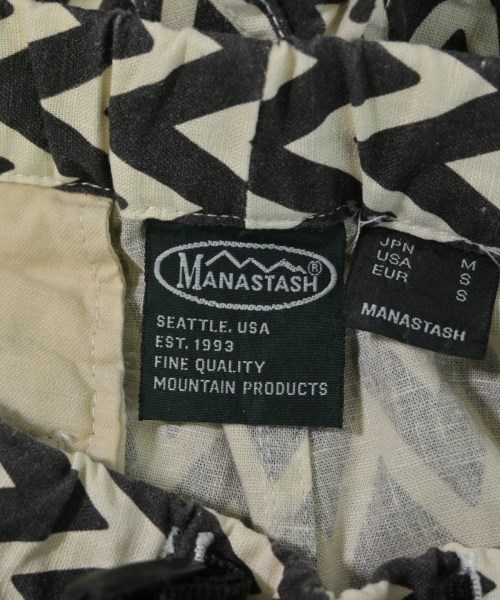 MANASTASH®
SEATTLE, USA
EST. 1993
FINE QUALITY
MOUNTAIN PRODUCTS
JPN M
USA S
EUR S
MANASTASH